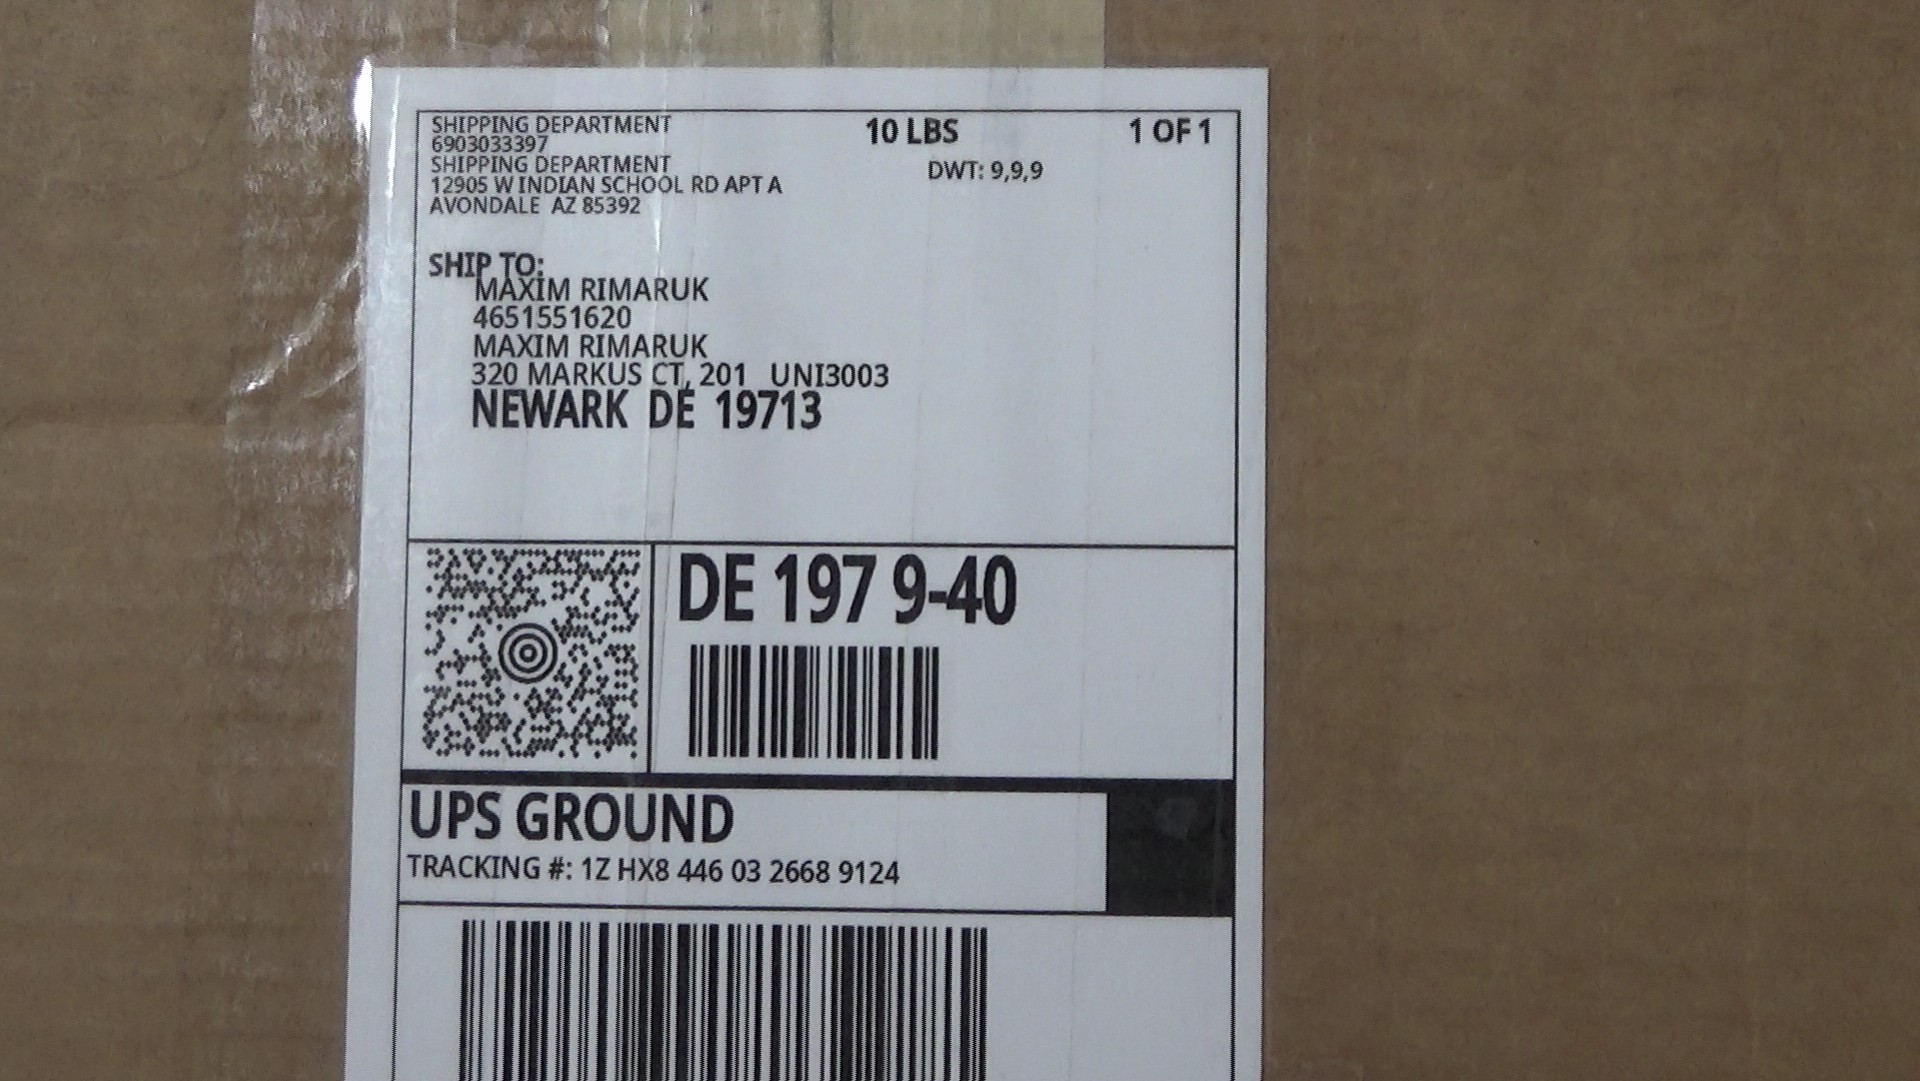 SHIPPING DEPARTMENT
6903033397
SHIPPING DEPARTMENT
12905 W INDIAN SCHOOL RD APT A
AVONDALE AZ 85392
10 LBS
1 OF 1
DWT: 9,9,9
SHIP TO:
MAXIM RIMARUK
4651551620
MAXIM RIMARUK
320 MARKUS CT, 201 UNI3003
NEWARK DE 19713
DE 197 9-40
UPS GROUND
TRACKING #: 1Z HX8 446 03 2668 9124